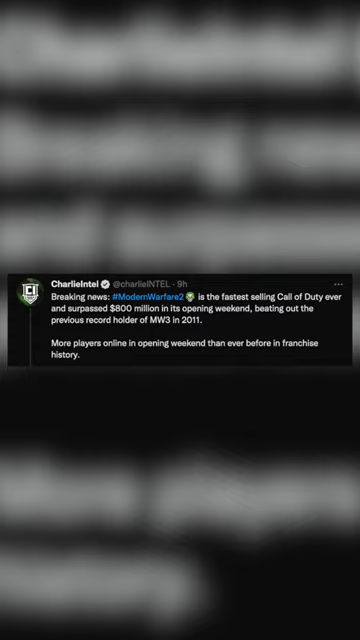 CharlieIntel @charlieINTEL · 9h
Breaking news: #ModernWarfare2 is the fastest selling Call of Duty ever
and surpassed $800 million in its opening weekend, beating out the
previous record holder of MW3 in 2011.
More players online in opening weekend than ever before in franchise
history.